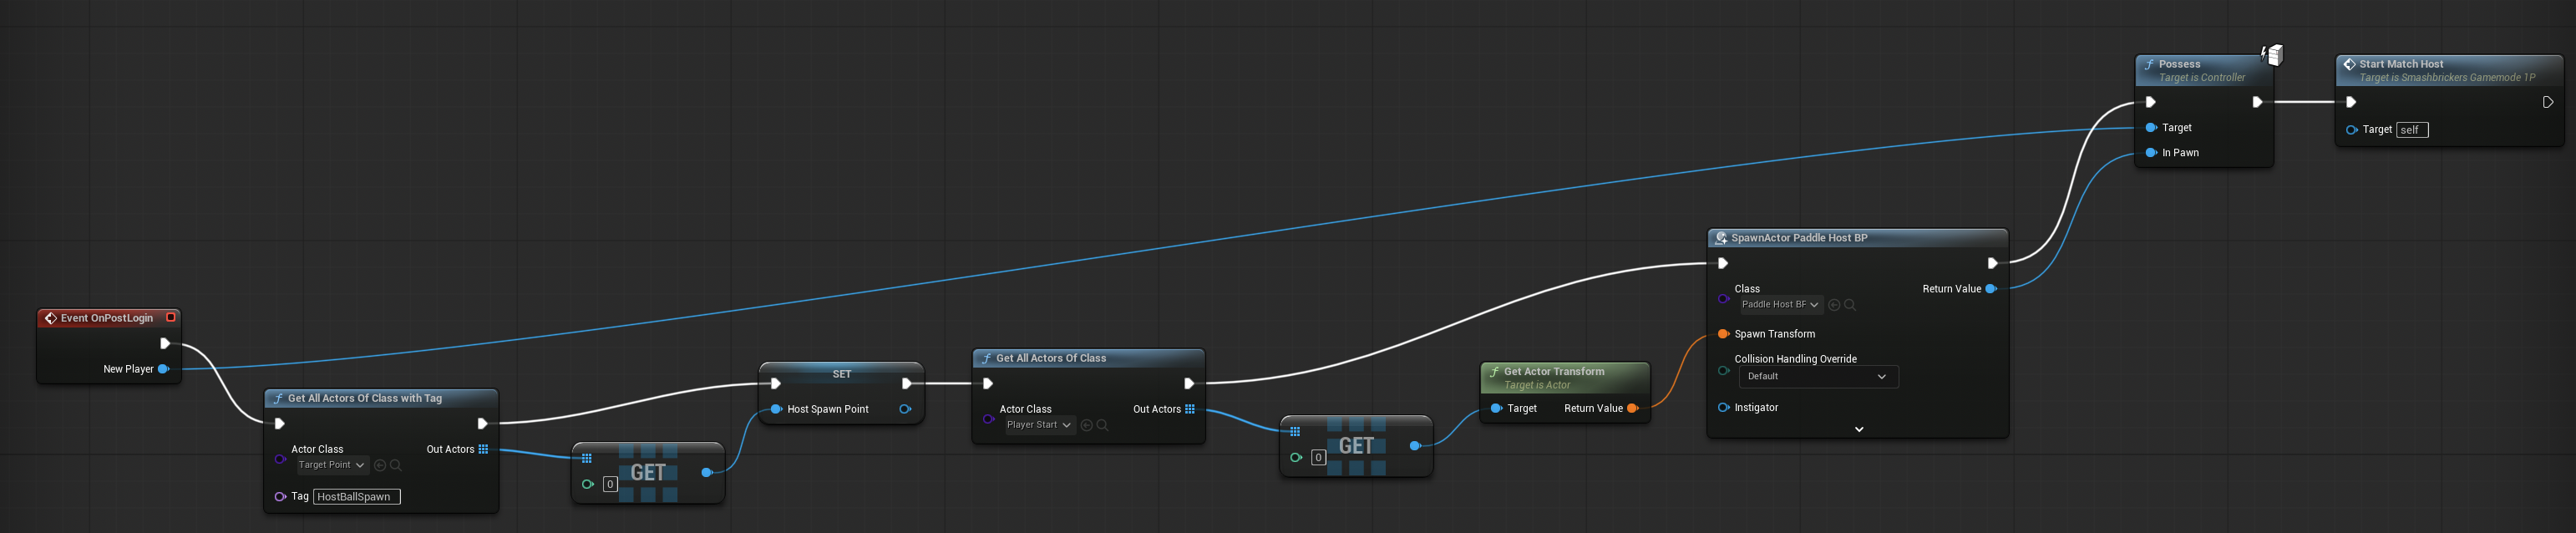 Event OnPostLogin
New Player
Get All Actors Of Class with Tag
Actor Class
Out Actors
Target Point
Tag HostBallSpawn
GET
0
SET
Host Spawn Point
Get All Actors Of Class
Actor Class
Out Actors
Player Start
GET
0
Get Actor Transform
Target is Actor
Target
Return Value
SpawnActor Paddle Host BP
Class
Return Value
Paddle Host BF
Spawn Transform
Collision Handling Override
Default
Instigator
Possess
Target is Controller
Target
In Pawn
Start Match Host
Target is Smashbrickers Gamemode 1P
Target self